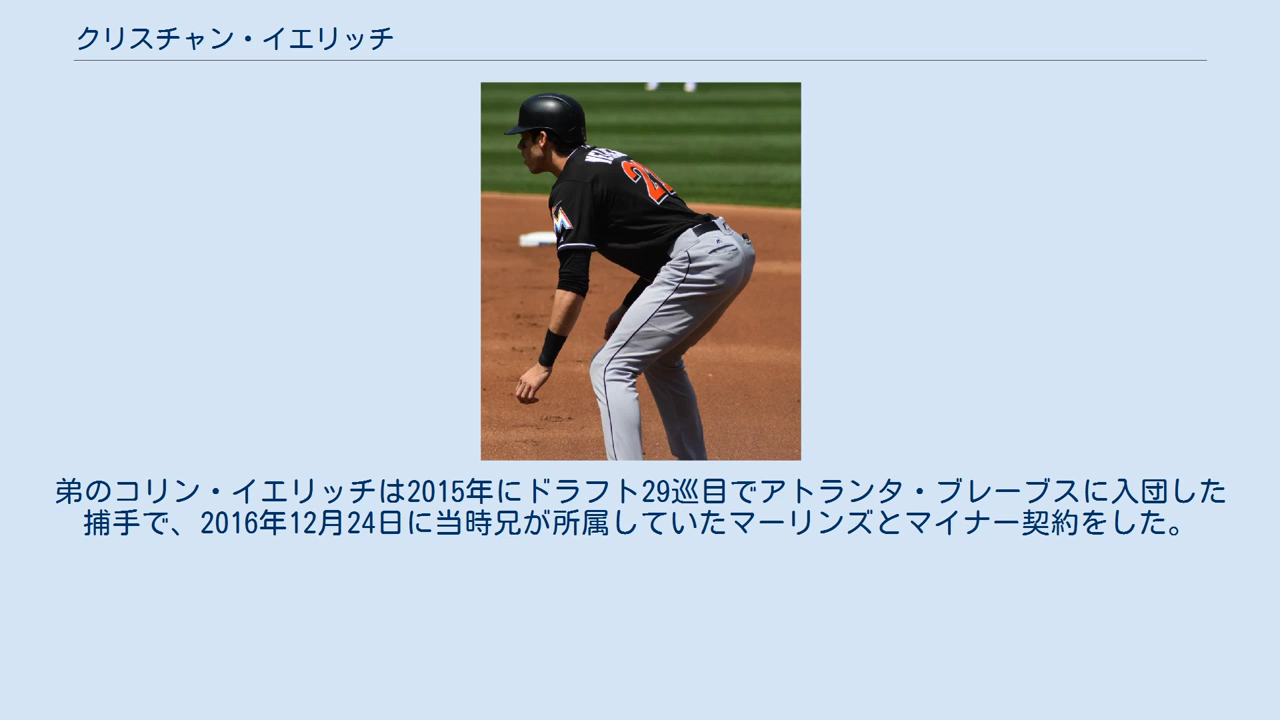 クリスチャン・イエリッチ
21
弟のコリン・イエリッチは2015年にドラフト29巡目でアトランタ・ブレーブスに入団した
捕手で、2016年12月24日に当時兄が所属していたマーリンズとマイナー契約をした。